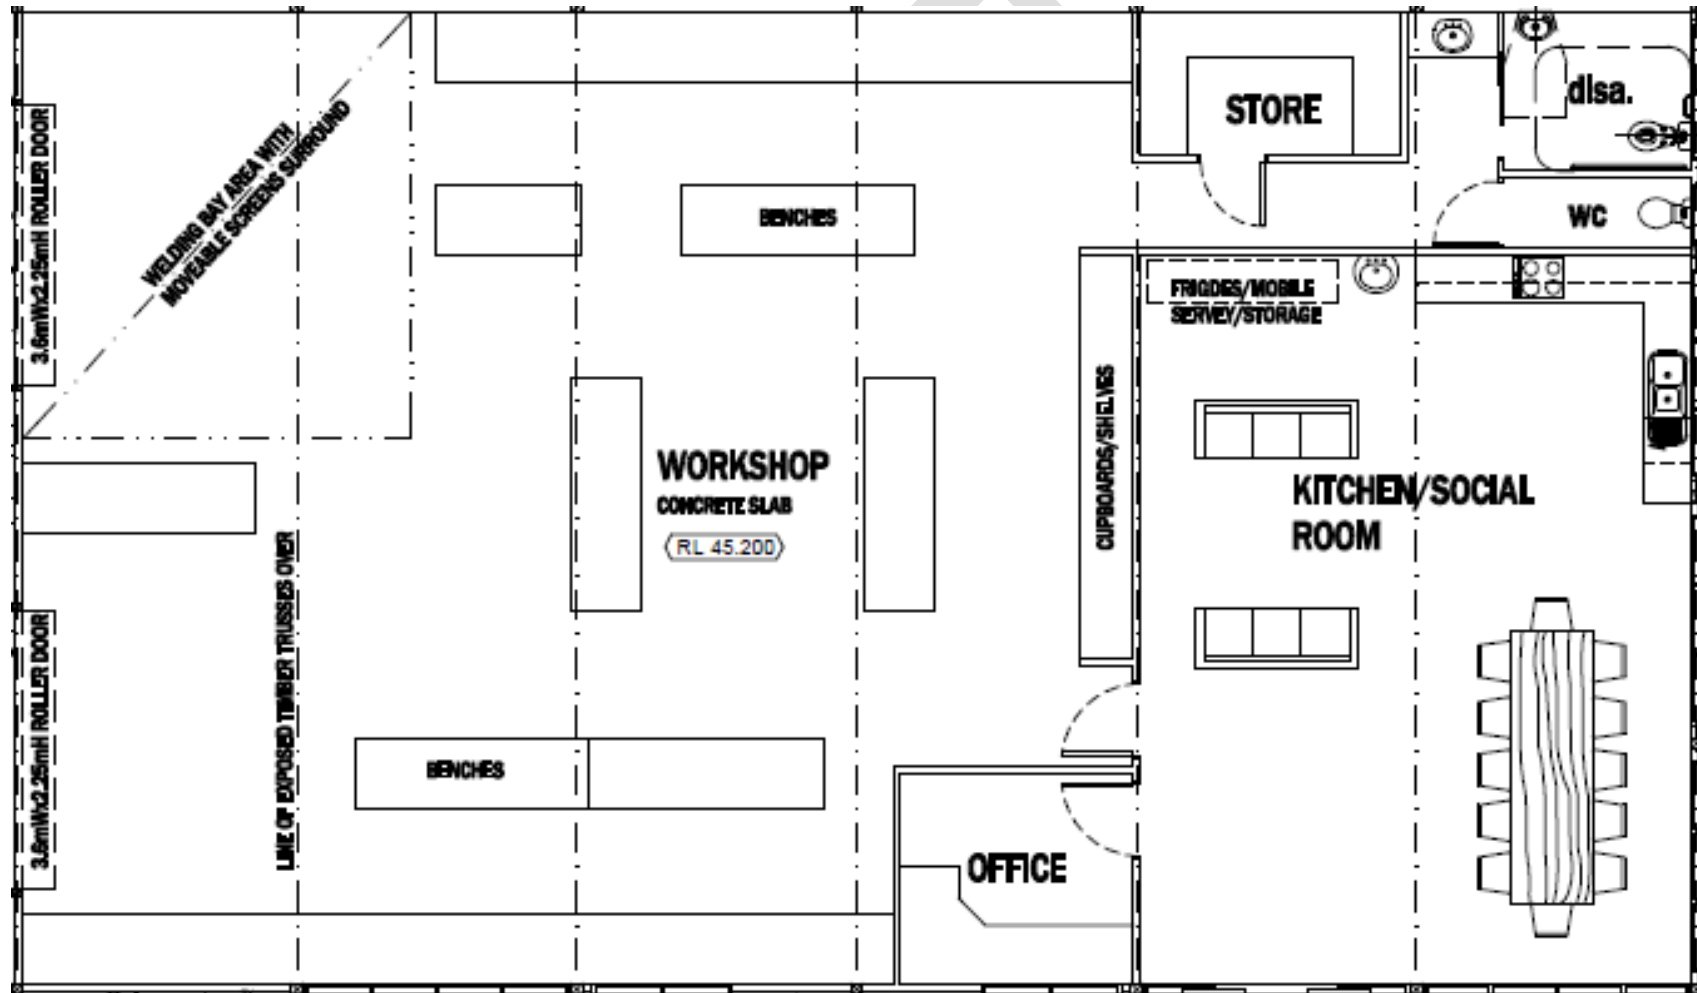 3.6mWx2.25mH ROLLER DOOR
WELDING BAY AREA WITH
MOVEABLE SCREENS SURROUND
BENCHES
STORE
disa.
WC
FRIGDES/MOBILE
SERVEY/STORAGE
CUPBOARDS/SHELVES
WORKSHOP
CONCRETE SLAB
RL 45.200
KITCHEN/SOCIAL
ROOM
3.6mWx2.25mH ROLLER DOOR
LINE OF EXPOSED TIMBER TRUSSES OVER
BENCHES
OFFICE